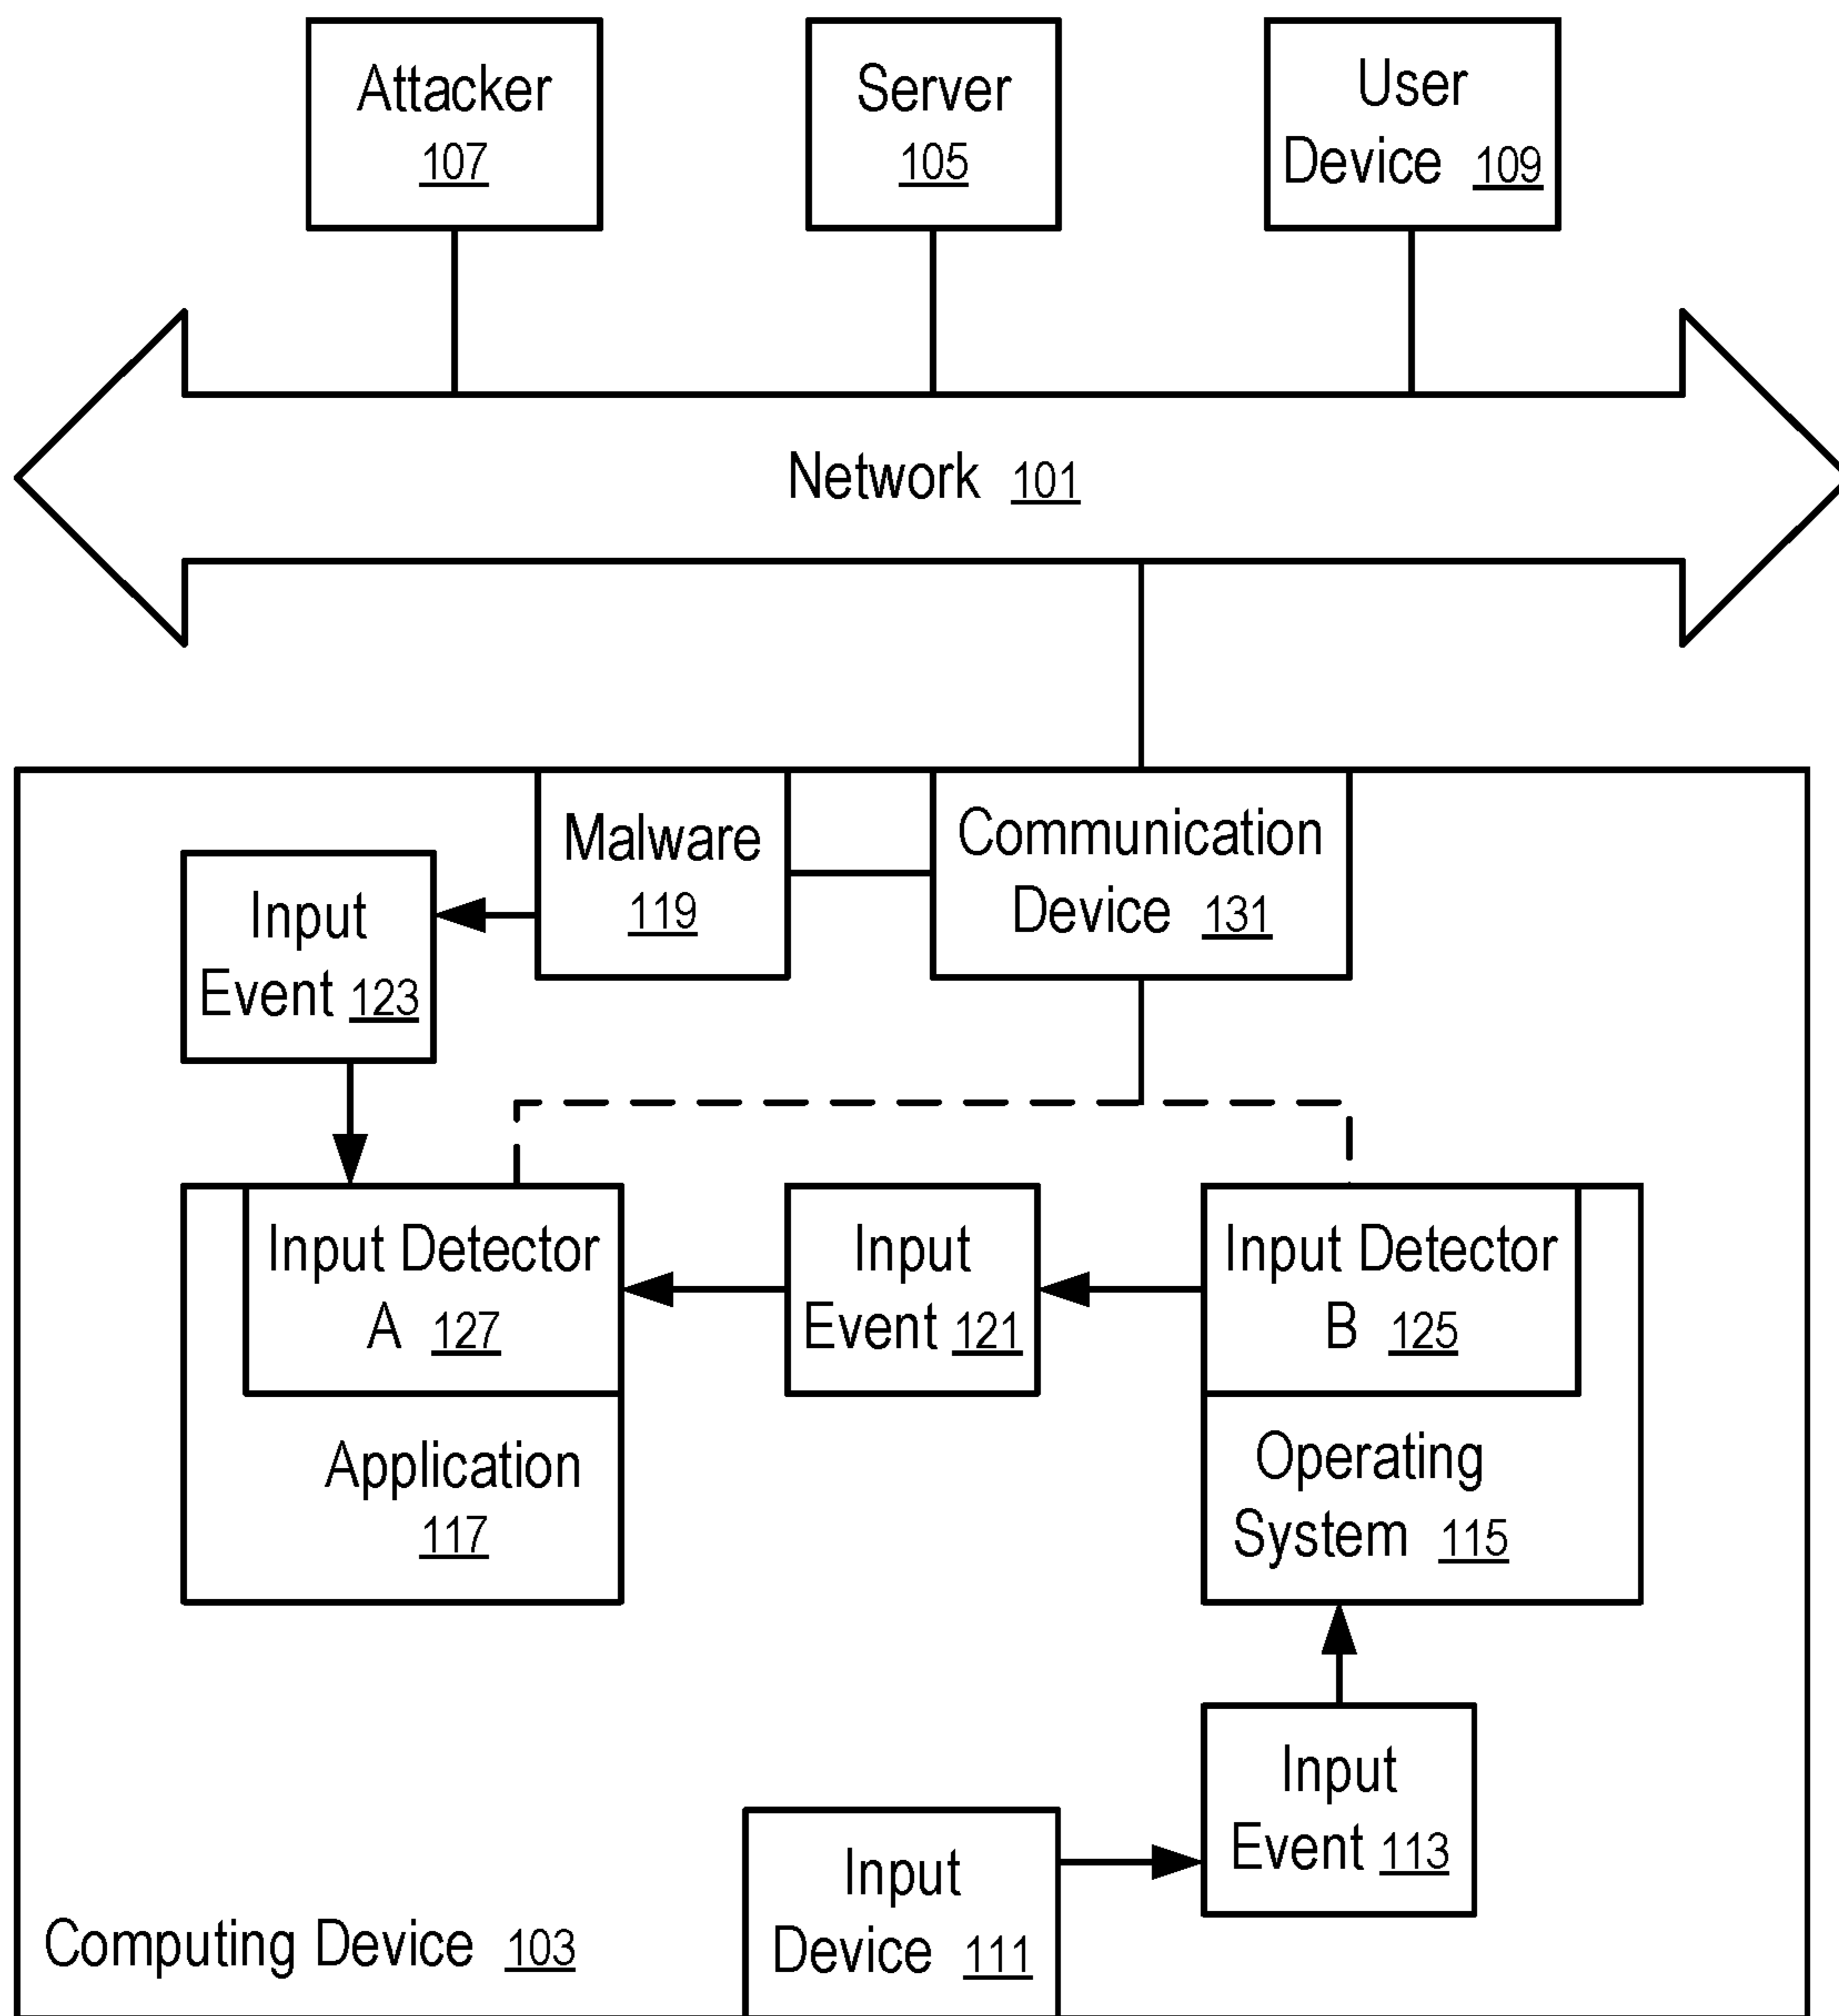 Attacker
107
Server
105
User
Device 109
Network 101
Malware
119
Communication
Device 131
Input
Event 123
Input Detector
A 127
Application
117
Input
Event 121
Input Detector
B 125
Operating
System 115
Input
Event 113
Input
Device 111
Computing Device 103